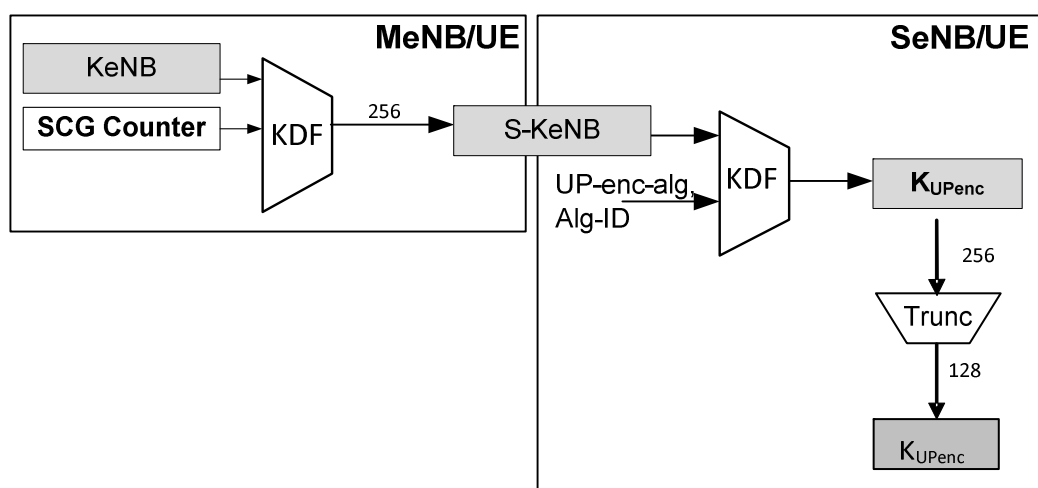 MeNB/UE
KeNB
SCG Counter
KDF
256
S-KeNB
SeNB/UE
UP-enc-alg,
Alg-ID
KDF
KUPenc
256
Trunc
128
KUPenc